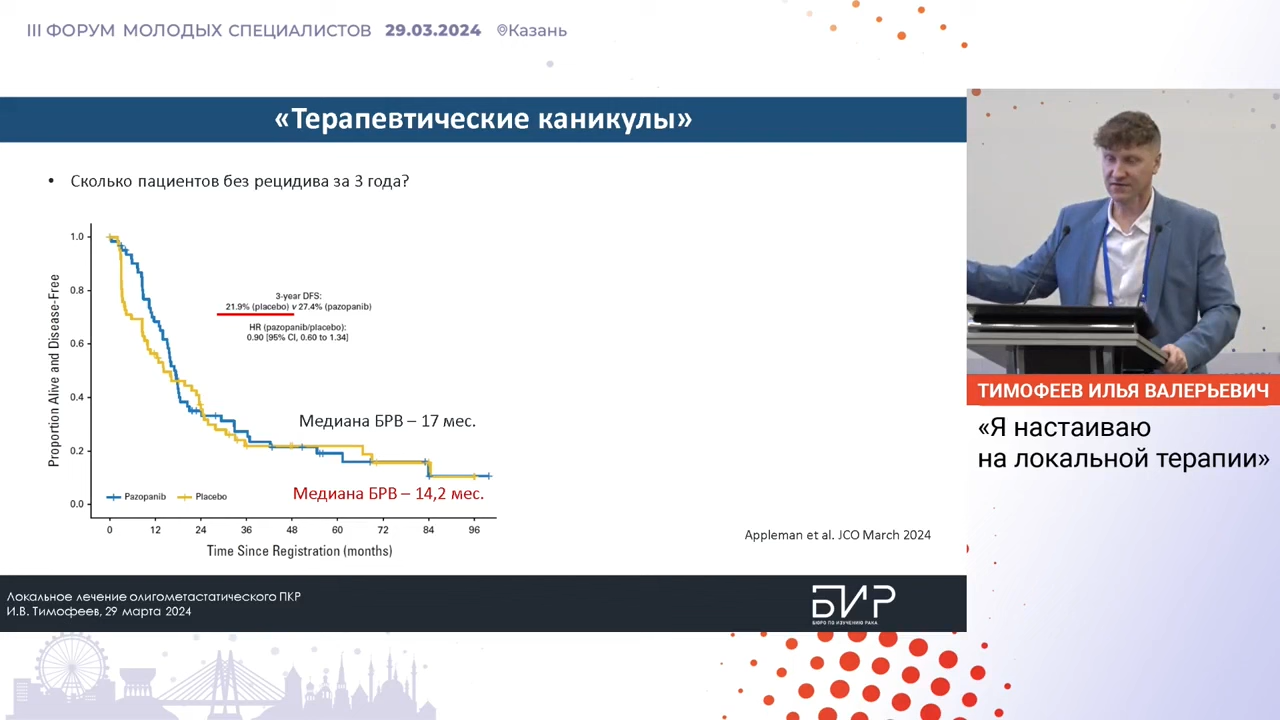 III ФОРУМ МОЛОДЫХ СПЕЦИАЛИСТОВ 29.03.2024 Казань
«Терапевтические каникулы»
• Сколько пациентов без рецидива за 3 года?
Proportion Alive and Disease-Free
1.0
0.8
0.6
0.4
0.2
0.0
3-year DFS:
21.9% (placebo) v 27.4% (pazopanib)
HR (pazopanib/placebo):
0.90 [95% CI, 0.60 to 1.34]
Медиана БРВ – 17 мес.
Медиана БРВ – 14,2 мес.
Pazopanib Placebo
0 12 24 36 48 60 72 84 96
Time Since Registration (months)
Appleman et al. JCO March 2024
Локальное лечение олигометастатического ПКР
И.В. Тимофеев, 29 марта 2024
БИР
БЮРО ПО ИЗУЧЕНИЮ РАКА
ТИМОФЕЕВ ИЛЬЯ ВАЛЕРЬЕВИЧ
«Я настаиваю
на локальной терапии»